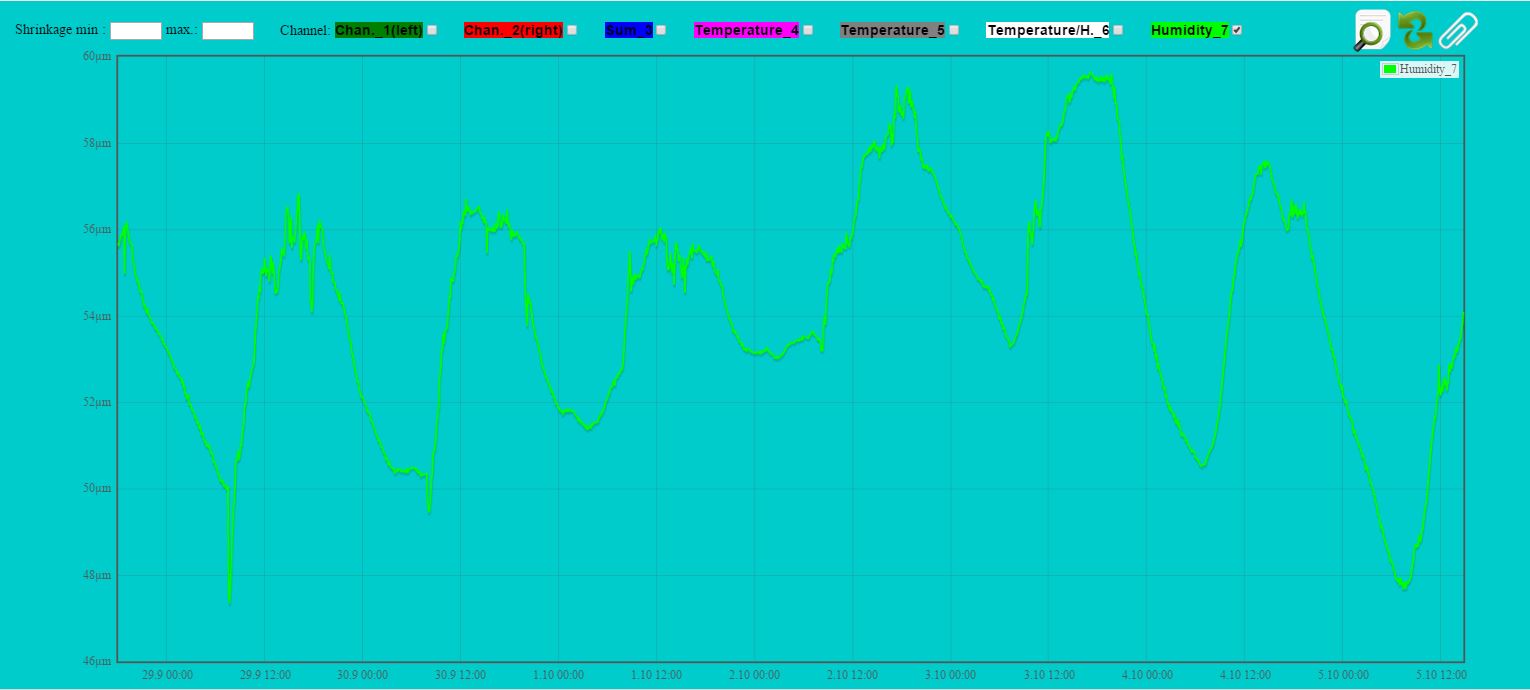 Shrinkage min : max.: Channel: Chan._1(left) Chan._2(right) Sum_3 Temperature_4 Temperature_5 Temperature/H._6 Humidity_7
60µm
Humidity_7
58µm
56µm
54µm
52µm
50µm
48µm
46µm
29.9 00:00 29.9 12:00 30.9 00:00 30.9 12:00 1.10 00:00 1.10 12:00 2.10 00:00 2.10 12:00 3.10 00:00 3.10 12:00 4.10 00:00 4.10 12:00 5.10 00:00 5.10 12:00